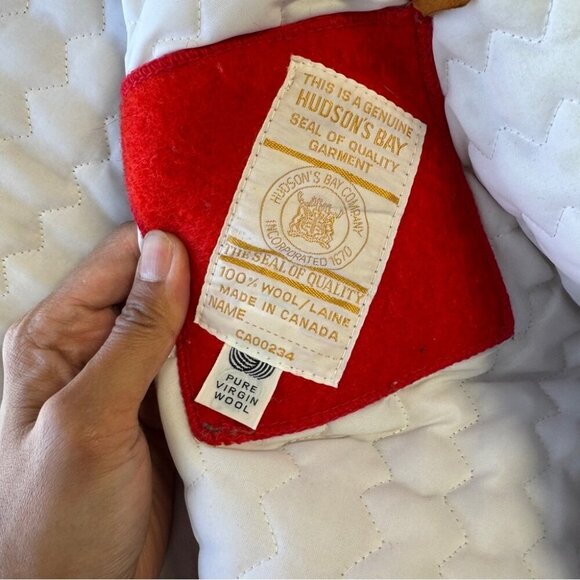 THIS IS A GENUINE
HUDSON'S BAY
SEAL OF QUALITY
GARMENT
HUDSON'S BAY COMPANY
INCORPORATED 1670
THE SEAL OF QUALITY
100% WOOL/LAINE
MADE IN CANADA
NAME
CA00234
PURE
VIRGIN
WOOL